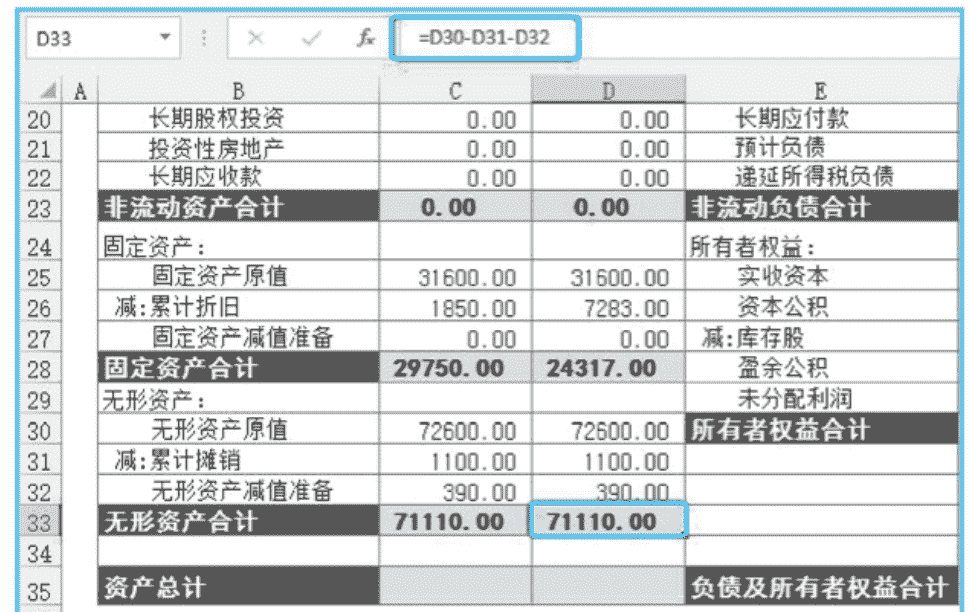 D33 fx =D30-D31-D32
A B C D E
20 长期股权投资 0.00 0.00 长期应付款
21 投资性房地产 0.00 0.00 预计负债
22 长期应收款 0.00 0.00 递延所得税负债
23 非流动资产合计 0.00 0.00 非流动负债合计
24 固定资产: 所有者权益:
25 固定资产原值 31600.00 31600.00 实收资本
26 减:累计折旧 1850.00 7283.00 资本公积
27 固定资产减值准备 0.00 0.00 减:库存股
28 固定资产合计 29750.00 24317.00 盈余公积
29 无形资产: 未分配利润
30 无形资产原值 72600.00 72600.00 所有者权益合计
31 减:累计摊销 1100.00 1100.00
32 无形资产减值准备 390.00 390.00
33 无形资产合计 71110.00 71110.00
34
35 资产总计 负债及所有者权益合计